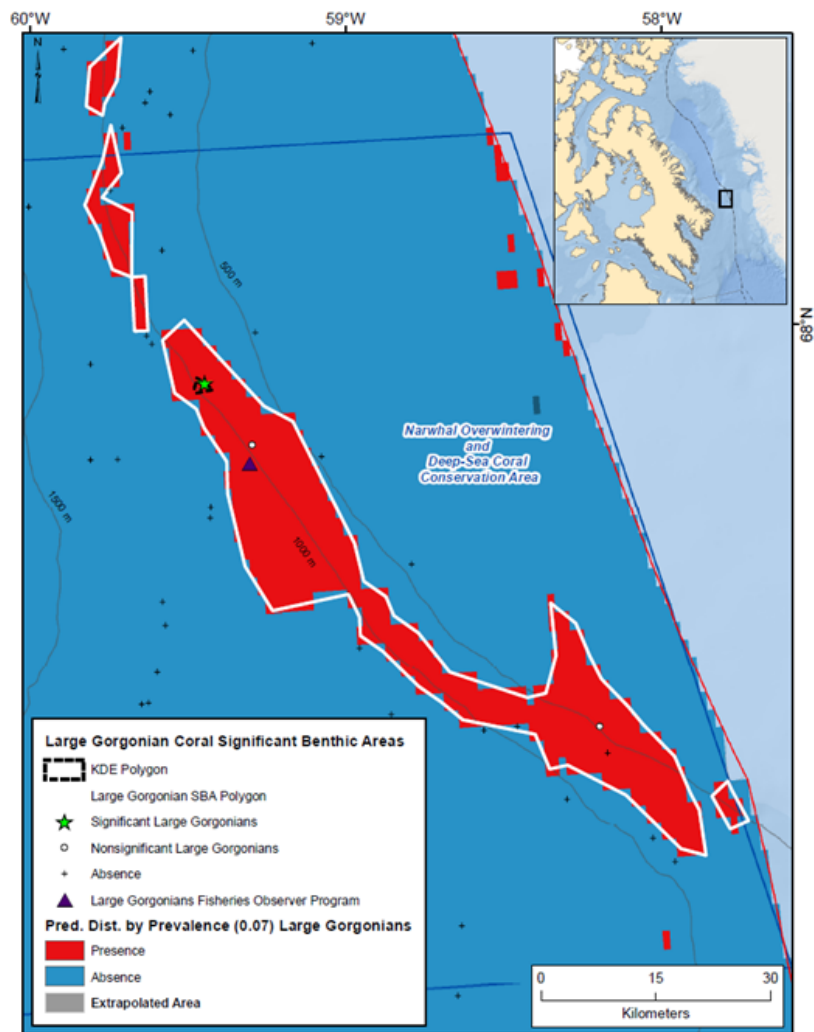 60°W
59°W
58°W
N
500 m
68°N
Narwhal Overwintering
and
Deep-Sea Coral
Conservation Area
1500 m
1000 m
Large Gorgonian Coral Significant Benthic Areas
KDE Polygon
Large Gorgonian SBA Polygon
Significant Large Gorgonians
Nonsignificant Large Gorgonians
Absence
Large Gorgonians Fisheries Observer Program
Pred. Dist. by Prevalence (0.07) Large Gorgonians
Presence
Absence
Extrapolated Area
0 15 30
Kilometers